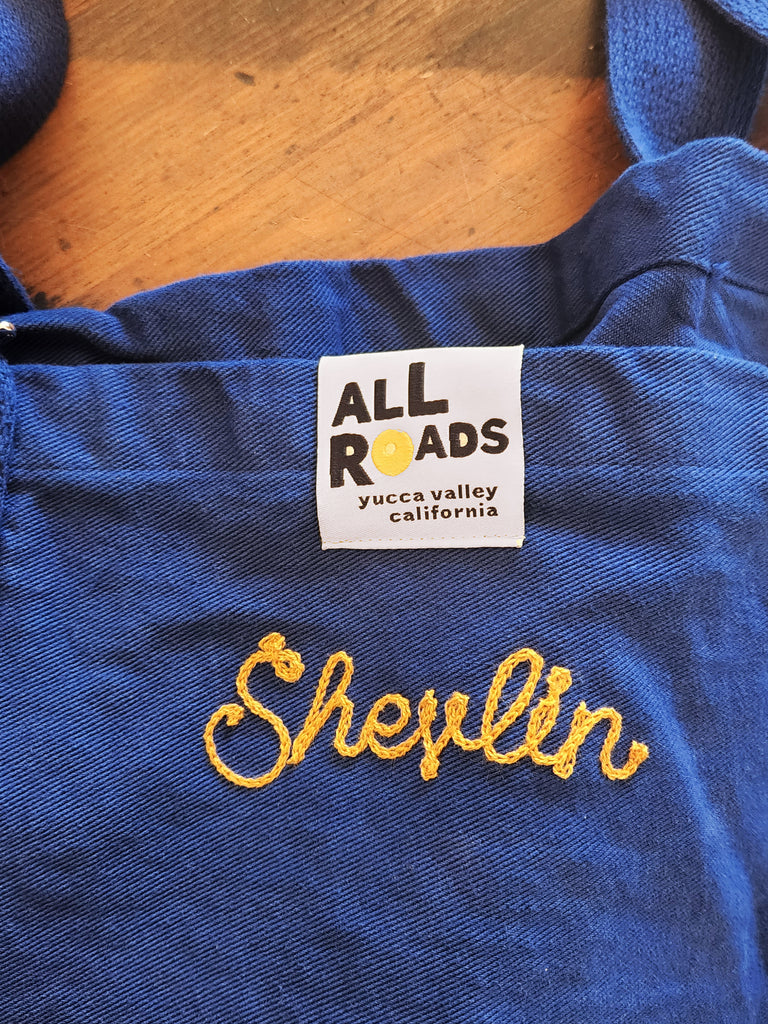 ALL
ROADS
yucca valley
california
Shevlin